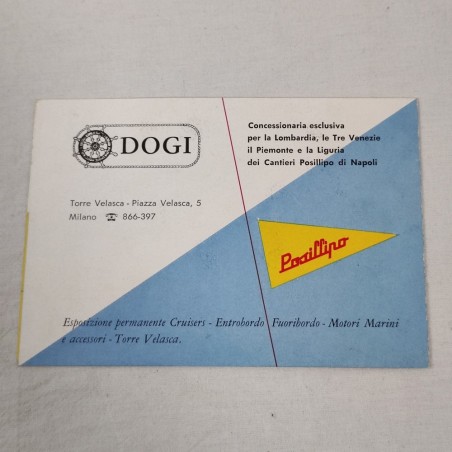 DOGI
Torre Velasca - Piazza Velasca, 5
Milano ☎ 866-397
Concessionaria esclusiva
per la Lombardia, le Tre Venezie
il Piemonte e la Liguria
dei Cantieri Posillipo di Napoli
Posillipo
Esposizione permanente Cruisers - Entrobordo Fuoribordo - Motori Marini
e accessori - Torre Velasca.